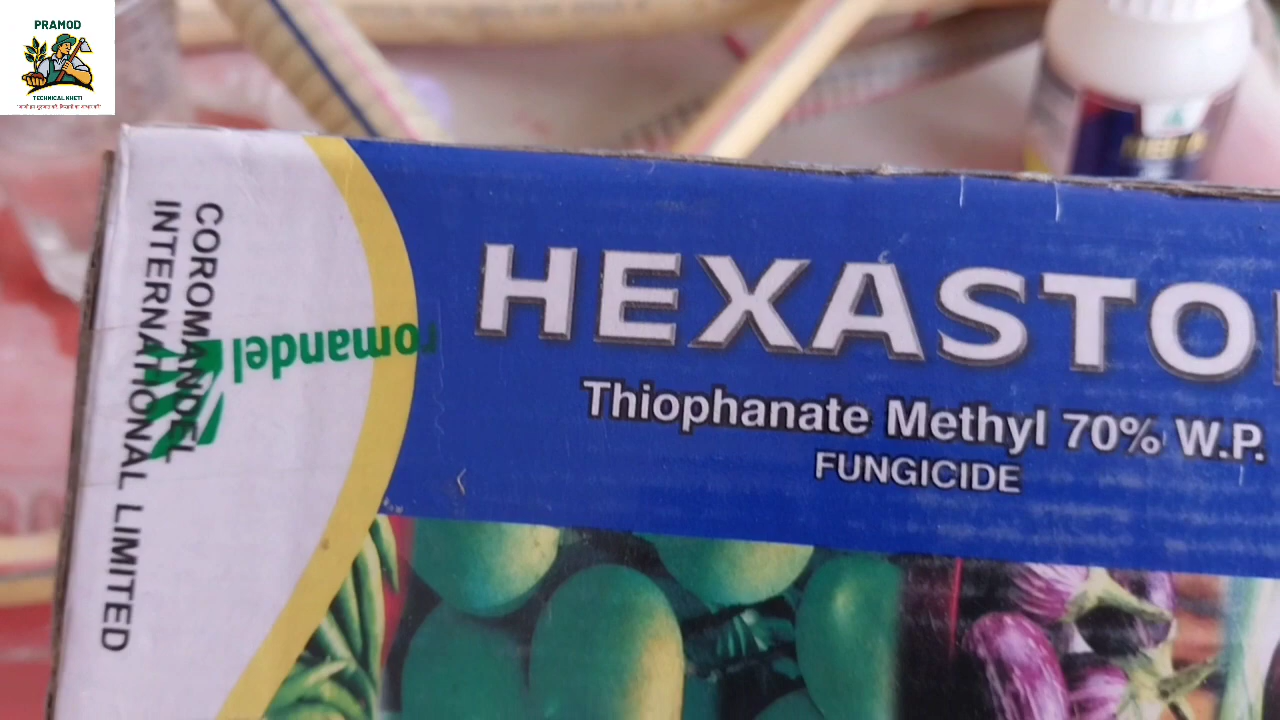 PRAMOD
TECHNICAL KHETI
COROMANDEL
INTERNATIONAL LIMITED
romandel
HEXASTO
Thiophanate Methyl 70% W.P.
FUNGICIDE